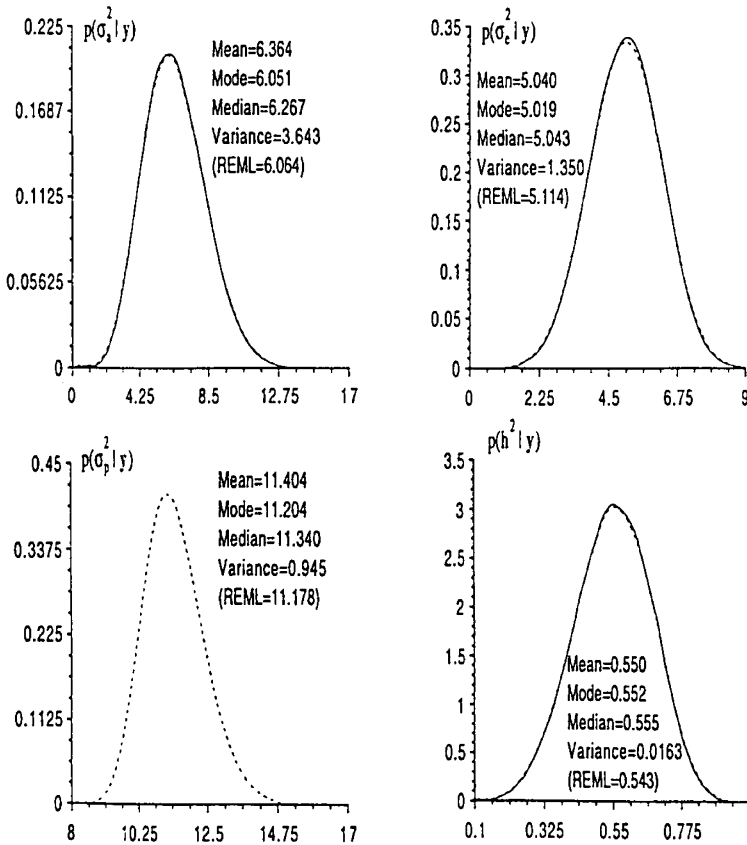 p(σ²ₐ|y)
0.225
0.1687
0.1125
0.05625
0
Mean=6.364
Mode=6.051
Median=6.267
Variance=3.643
(REML=6.064)
0 4.25 8.5 12.75 17
p(σ²ₑ|y)
0.35
0.3
0.25
0.2
0.15
0.1
0.05
0
Mean=5.040
Mode=5.019
Median=5.043
Variance=1.350
(REML=5.114)
0 2.25 4.5 6.75 9
p(σ²ₚ|y)
0.45
0.3375
0.225
0.1125
0
Mean=11.404
Mode=11.204
Median=11.340
Variance=0.945
(REML=11.178)
8 10.25 12.5 14.75 17
p(h²|y)
3.5
3
2.5
2
1.5
1
0.5
0
Mean=0.550
Mode=0.552
Median=0.555
Variance=0.0163
(REML=0.543)
0.1 0.325 0.55 0.775